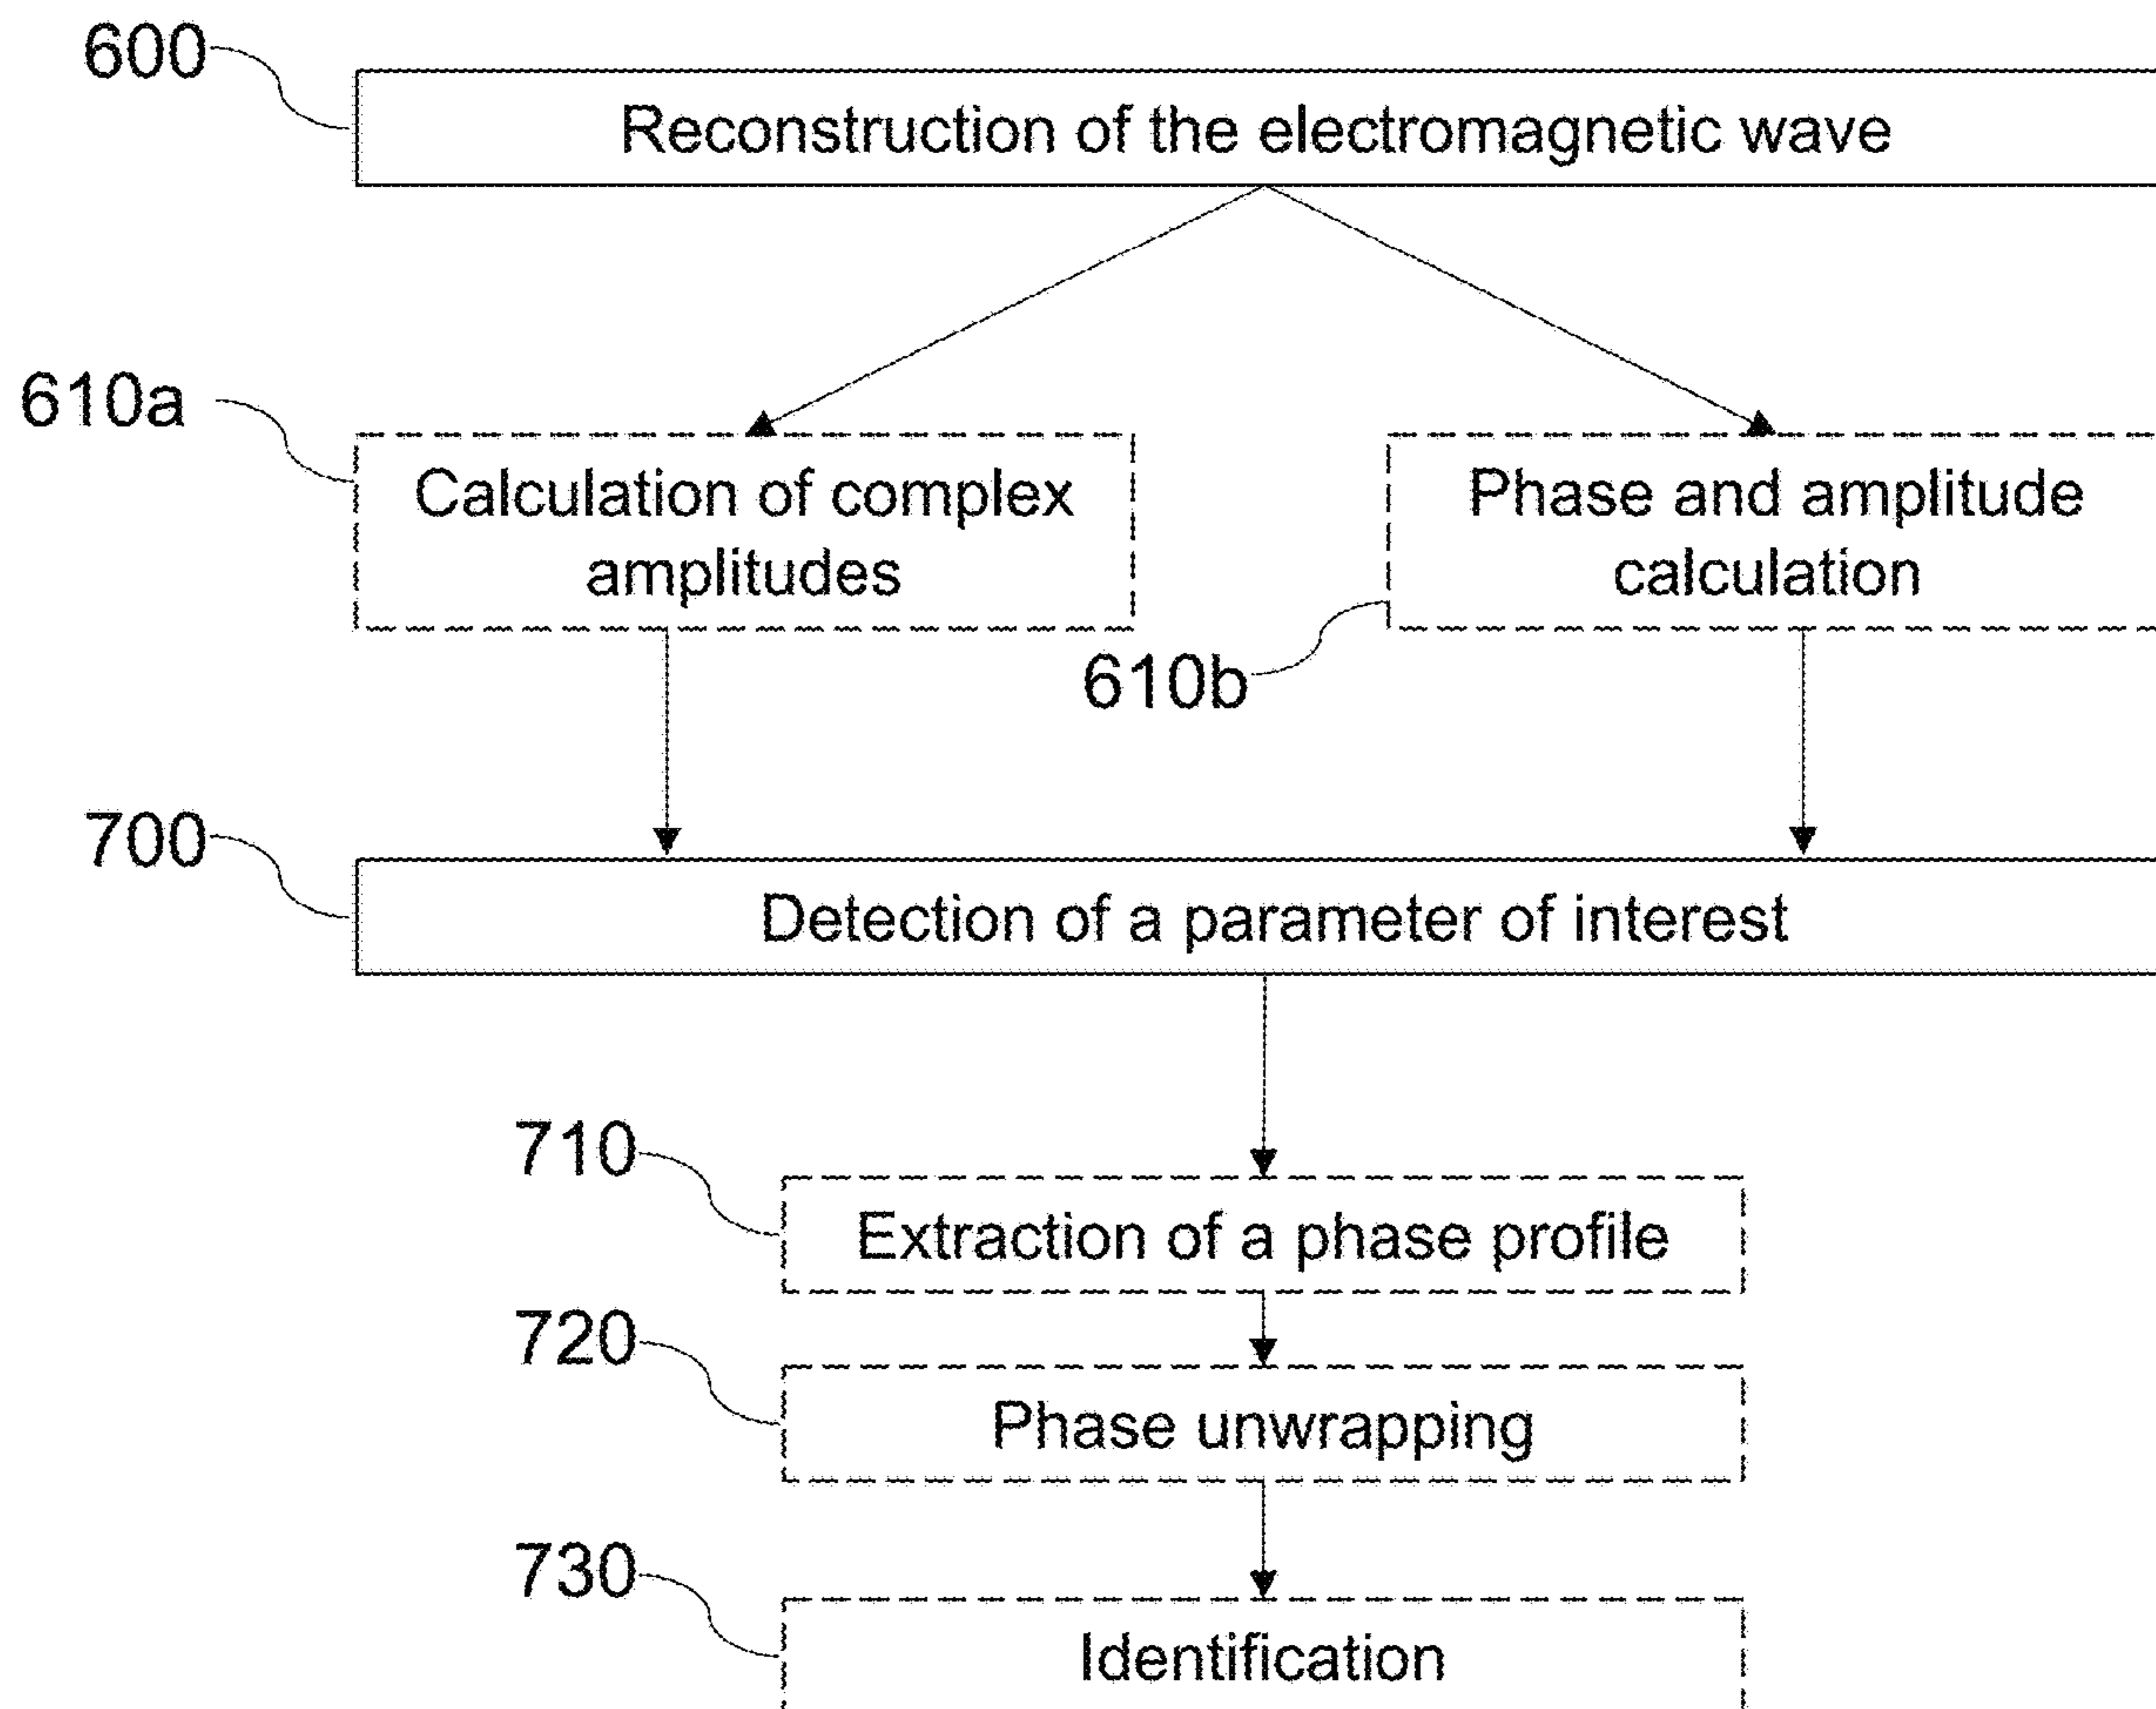 600
Reconstruction of the electromagnetic wave
610a
Calculation of complex
amplitudes
Phase and amplitude
calculation
610b
700
Detection of a parameter of interest
710
Extraction of a phase profile
720
Phase unwrapping
730
Identification